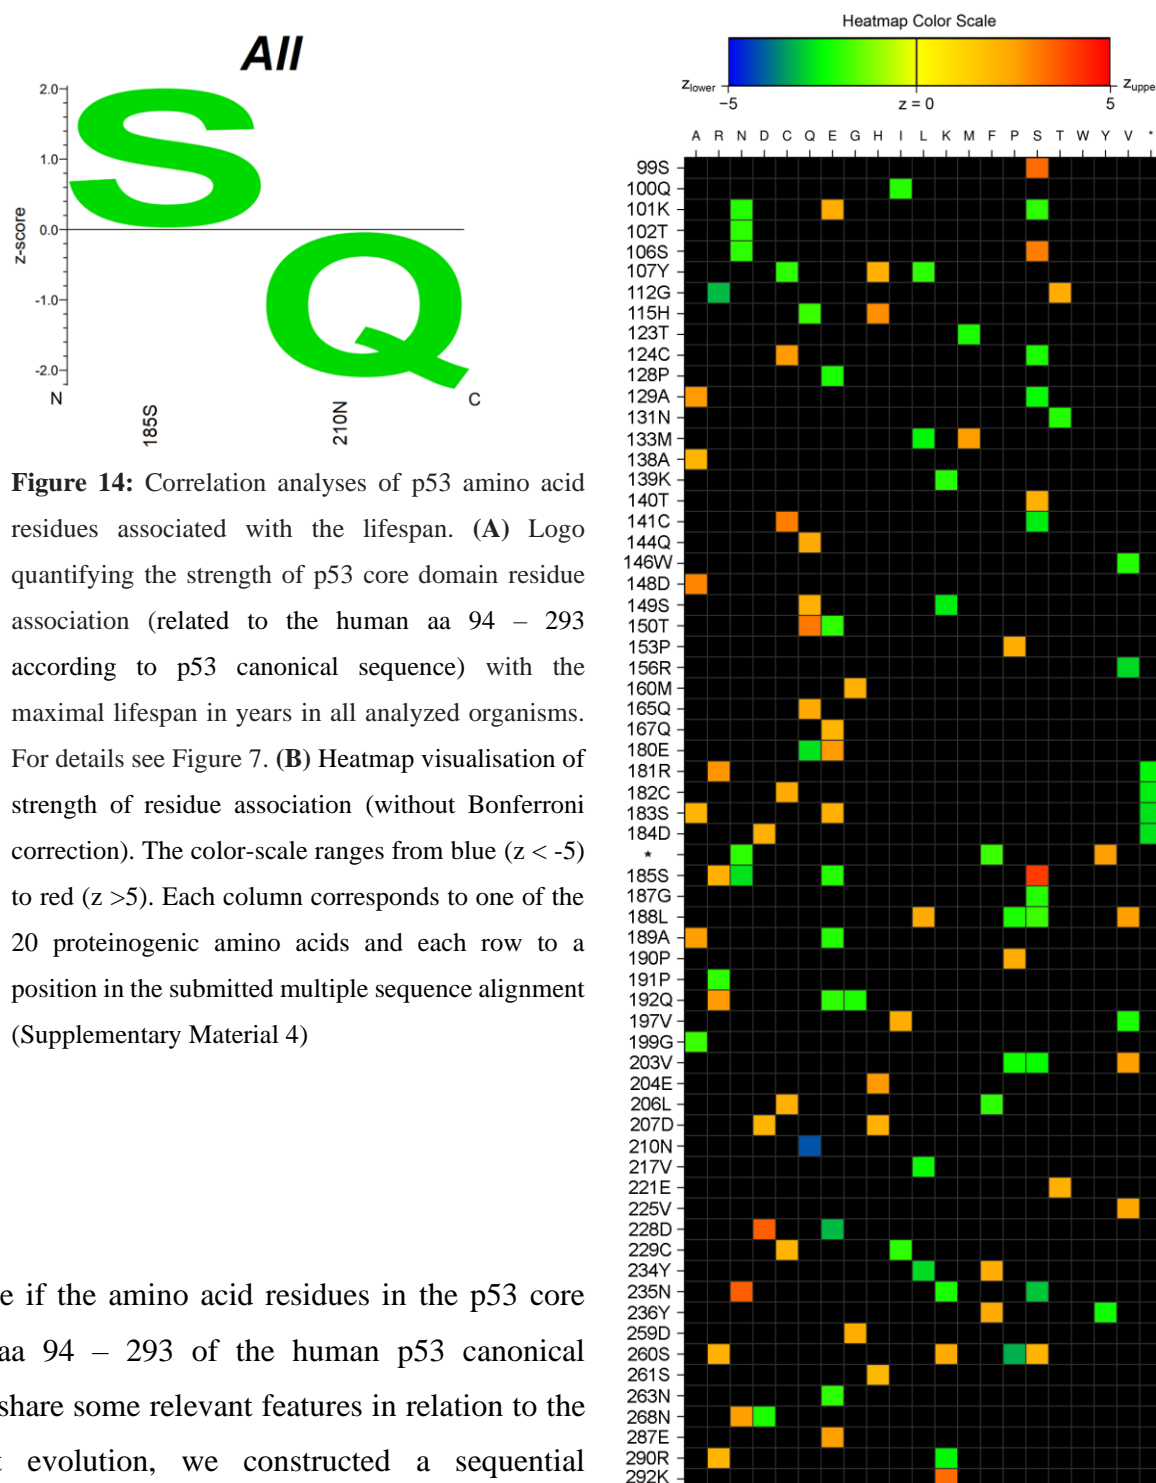 All
2.0
1.0
0.0
-1.0
-2.0
z-score
S
Q
N
C
185S
210N
Figure 14: Correlation analyses of p53 amino acid
residues associated with the lifespan. (A) Logo
quantifying the strength of p53 core domain residue
association (related to the human aa 94 – 293
according to p53 canonical sequence) with the
maximal lifespan in years in all analyzed organisms.
For details see Figure 7. (B) Heatmap visualisation of
strength of residue association (without Bonferroni
correction). The color-scale ranges from blue (z < -5)
to red (z >5). Each column corresponds to one of the
20 proteinogenic amino acids and each row to a
position in the submitted multiple sequence alignment
(Supplementary Material 4)
e if the amino acid residues in the p53 core
aa 94 – 293 of the human p53 canonical
share some relevant features in relation to the
t evolution, we constructed a sequential
Heatmap Color Scale
Zlower
Zuppe
−5
z = 0
5
A R N D C Q E G H I L K M F P S T W Y V *
99S
100Q
101K
102T
106S
107Y
112G
115H
123T
124C
128P
129A
131N
133M
138A
139K
140T
141C
144Q
146W
148D
149S
150T
153P
156R
160M
165Q
167Q
180E
181R
182C
183S
184D
*
185S
187G
188L
189A
190P
191P
192Q
197V
199G
203V
204E
206L
207D
210N
217V
221E
225V
228D
229C
234Y
235N
236Y
259D
260S
261S
263N
268N
287E
290R
292K